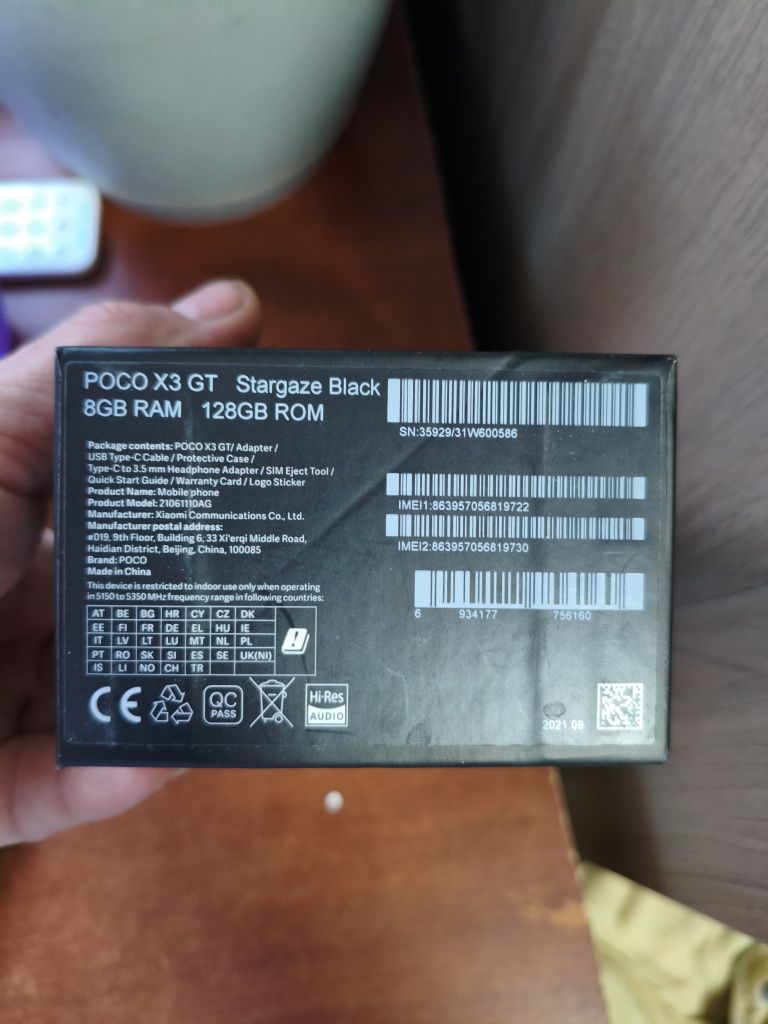 POCO X3 GT Stargaze Black
8GB RAM 128GB ROM
SN:35929/31W600586
Package contents: POCO X3 GT/ Adapter /
USB Type-C Cable / Protective Case /
Type-C to 3.5 mm Headphone Adapter / SIM Eject Tool /
Quick Start Guide / Warranty Card / Logo Sticker
Product Name: Mobile phone
Product Model: 21061110AG
Manufacturer: Xiaomi Communications Co., Ltd.
Manufacturer postal address:
#019, 9th Floor, Building 6, 33 Xi'erqi Middle Road,
Haidian District, Beijing, China, 100085
Brand: POCO
Made in China
IMEI1:863957056819722
IMEI2:863957056819730
6 934177 756160
This device is restricted to indoor use only when operating
in 5150 to 5350 MHz frequency range in following countries:
AT BE BG HR CY CZ DK
EE FI FR DE EL HU IE
IT LV LT LU MT NL PL
PT RO SK SI ES SE UK(NI)
IS LI NO CH TR
CE
QC
PASS
Hi-Res
AUDIO
2021.09